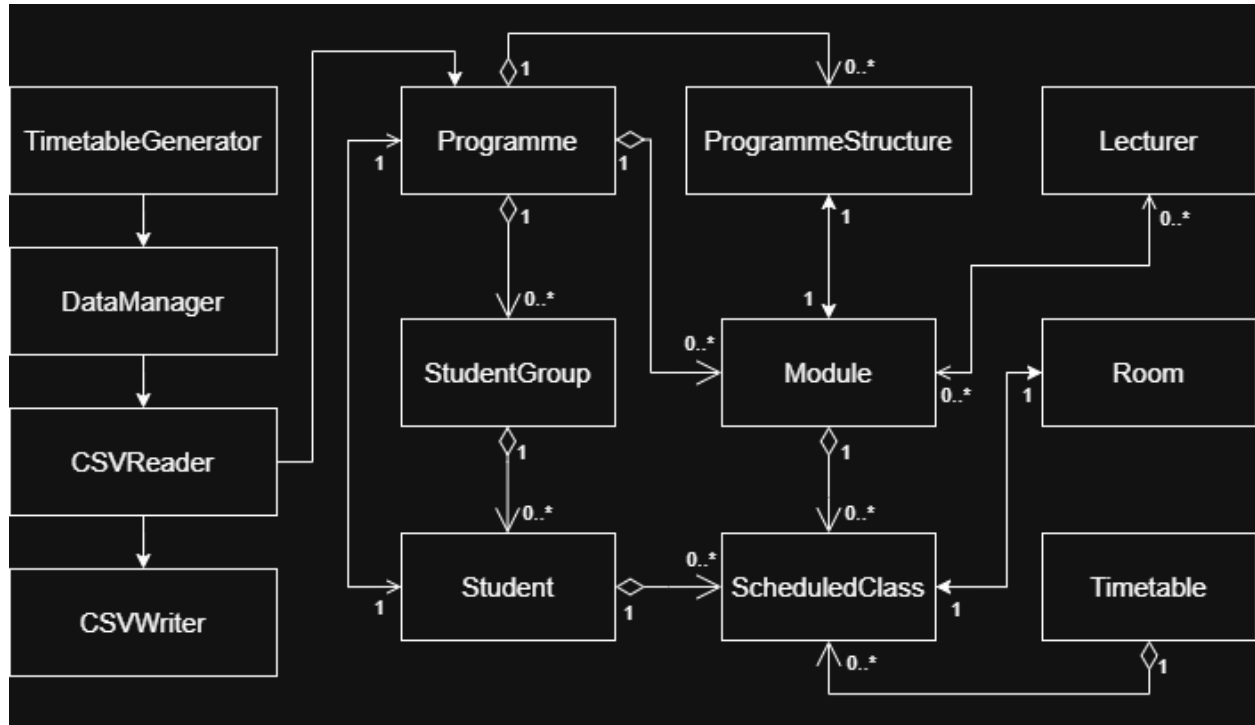 1
0..*
TimetableGenerator
Programme
ProgrammeStructure
Lecturer
1
1
1
1
0..*
DataManager
0..*
1
0..*
StudentGroup
Module
Room
0..*
1
1
1
CSVReader
0..*
0..*
0..*
Student
ScheduledClass
Timetable
1
1
1
CSVWriter
0..*
1